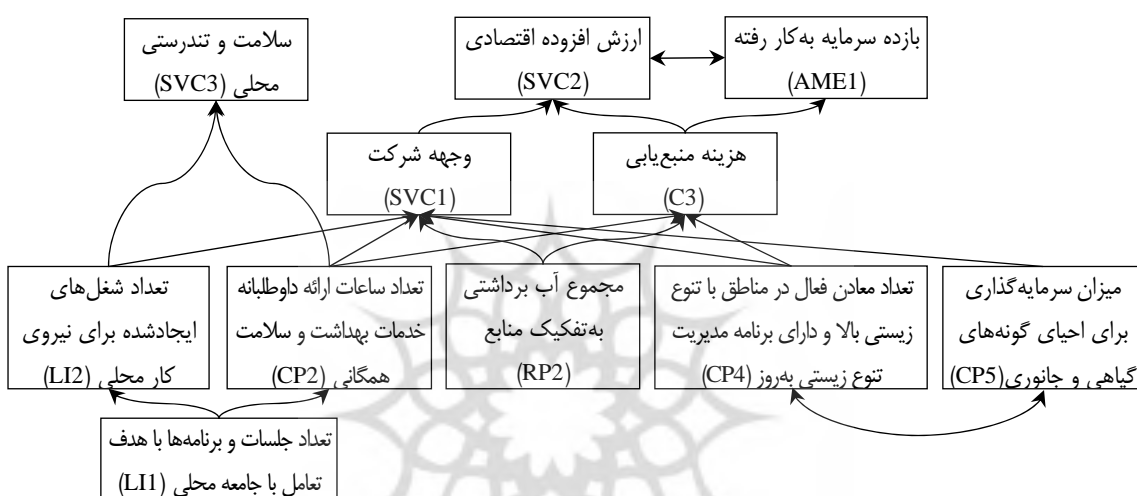 سلامت و تندرستی
محلی (SVC3)
ارزش افزوده اقتصادی
(SVC2)
بازده سرمایه به‌کار رفته
(AME1)
وجهه شرکت
(SVC1)
هزینه منبع‌یابی
(C3)
تعداد شغل‌های
ایجادشده برای نیروی
کار محلی (LI2)
تعداد ساعات ارائه داوطلبانه
خدمات بهداشت و سلامت
همگانی (CP2)
مجموع آب برداشتی
به‌تفکیک منابع
(RP2)
تعداد معادن فعال در مناطق با تنوع
زیستی بالا و دارای برنامه مدیریت
تنوع زیستی به‌روز (CP4)
میزان سرمایه‌گذاری
برای احیای گونه‌های
گیاهی و جانوری(CP5)
تعداد جلسات و برنامه‌ها با هدف
تعامل با جامعه محلی (LI1)